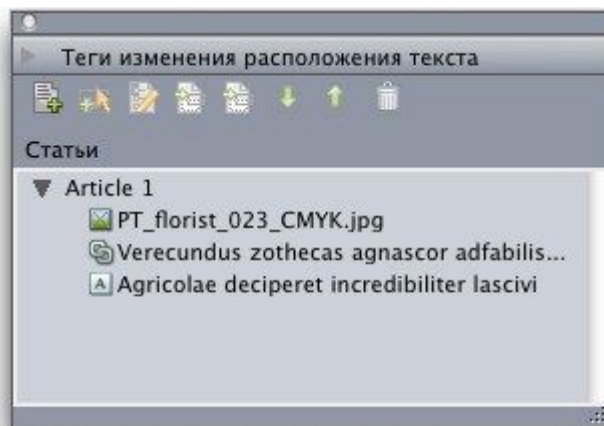 Теги изменения расположения текста
Статьи
Article 1
PT_florist_023_CMYK.jpg
Verecundus zothecas agnascor adfabilis...
A Agricolae deciperet incredibiliter lascivi